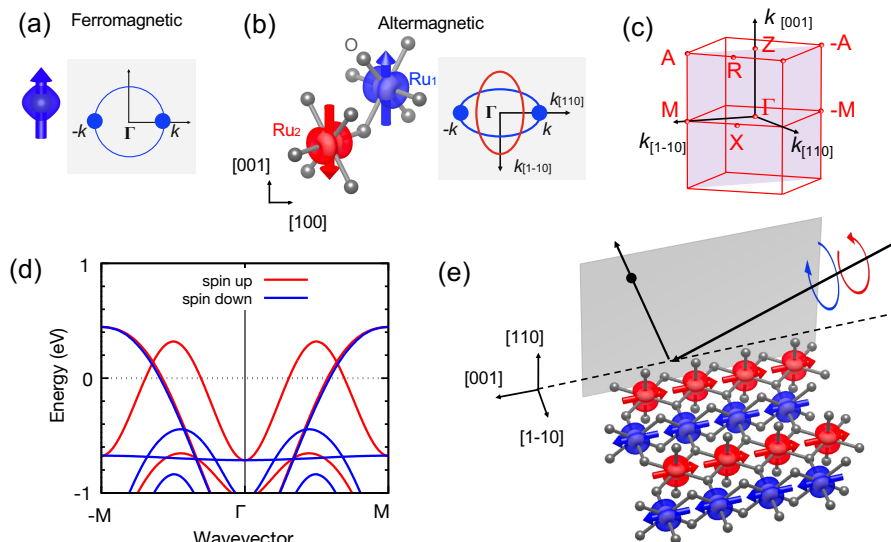 (a)
Ferromagnetic
Γ
-k
k
(b)
Altermagnetic
O
Ru1
Ru2
[001]
[100]
Γ
k[110]
-k
k
k[1-10]
(c)
k [001]
A
Z
-A
R
M
Γ
-M
k[1-10]
X
k[110]
(d)
1
spin up
spin down
Energy (eV)
0
-1
-M
Γ
M
Wavevector
(e)
[110]
[001]
[1-10]